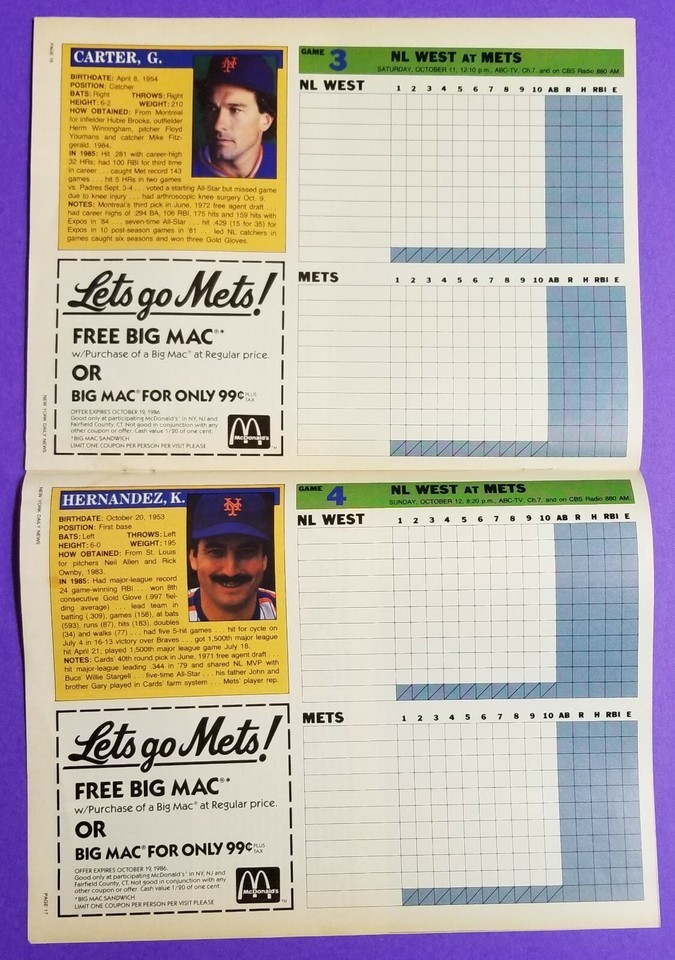 PAGE 16
CARTER, G.
BIRTHDATE: April 8, 1954
POSITION: Catcher
BATS: Right THROWS: Right
HEIGHT: 6-2 WEIGHT: 210
HOW OBTAINED: From Montreal
for infielder Hubie Brooks, outfielder
Herm Winningham, pitcher Floyd
Youmans and catcher Mike Fitz-
gerald, 1984.
IN 1985: Hit .281 with career-high
32 HRs; had 100 RBI for third time
in career . . . caught Met record 143
games . . . hit 5 HRs in two games
vs. Padres Sept. 3-4 . . . voted a starting All-Star but missed game
due to knee injury . . . had arthroscopic knee surgery Oct. 9.
NOTES: Montreal's third pick in June, 1972 free agent draft . . .
had career highs of .294 BA, 106 RBI, 175 hits and 159 hits with
Expos in '84 . . . seven-time All-Star . . . hit .429 (15 for 35) for
Expos in 10 post-season games in '81 . . . led NL catchers in
games caught six seasons and won three Gold Gloves.
Lets go Mets!
FREE BIG MAC®*
w/Purchase of a Big Mac® at Regular price.
OR
BIG MAC® FOR ONLY 99¢ PLUS TAX
OFFER EXPIRES OCTOBER 19, 1986.
Good only at participating McDonald's® in NY, NJ and
Fairfield County, CT. Not good in conjunction with any
other coupon or offer. Cash value 1/20 of one cent.
*BIG MAC SANDWICH
LIMIT ONE COUPON PER PERSON PER VISIT PLEASE
McDonald's
TM
NEW YORK DAILY NEWS
GAME 3 NL WEST AT METS
SATURDAY, OCTOBER 11, 12:10 p.m., ABC-TV, Ch.7, and on CBS Radio 880 AM
NL WEST 1 2 3 4 5 6 7 8 9 10 AB R H RBI E
METS 1 2 3 4 5 6 7 8 9 10 AB R H RBI E
NEW YORK DAILY NEWS
HERNANDEZ, K.
BIRTHDATE: October 20, 1953
POSITION: First base
BATS: Left THROWS: Left
HEIGHT: 6-0 WEIGHT: 195
HOW OBTAINED: From St. Louis
for pitchers Neil Allen and Rick
Ownby, 1983.
IN 1985: Had major-league record
24 game-winning RBI . . . won 8th
consecutive Gold Glove (.997 fiel-
ding average) . . . lead team in
batting (.309), games (158), at bats
(593), runs (87), hits (183), doubles
(34) and walks (77) . . . had five 5-hit games . . . hit for cycle on
July 4 in 16-13 victory over Braves . . . got 1,500th major league
hit April 21; played 1,500th major league game July 18.
NOTES: Cards' 40th round pick in June, 1971 free agent draft . . .
hit major-league leading .344 in '79 and shared NL MVP with
Bucs' Willie Stargell . . . five-time All-Star . . . his father John and
brother Gary played in Cards' farm system . . . Mets' player rep.
Lets go Mets!
FREE BIG MAC®*
w/Purchase of a Big Mac® at Regular price.
OR
BIG MAC® FOR ONLY 99¢ PLUS TAX
OFFER EXPIRES OCTOBER 19, 1986.
Good only at participating McDonald's® in NY, NJ and
Fairfield County, CT. Not good in conjunction with any
other coupon or offer. Cash value 1/20 of one cent.
*BIG MAC SANDWICH
LIMIT ONE COUPON PER PERSON PER VISIT PLEASE
McDonald's
TM
PAGE 17
GAME 4 NL WEST AT METS
SUNDAY, OCTOBER 12, 8:20 p.m., ABC-TV, Ch.7, and on CBS Radio 880 AM.
NL WEST 1 2 3 4 5 6 7 8 9 10 AB R H RBI E
METS 1 2 3 4 5 6 7 8 9 10 AB R H RBI E